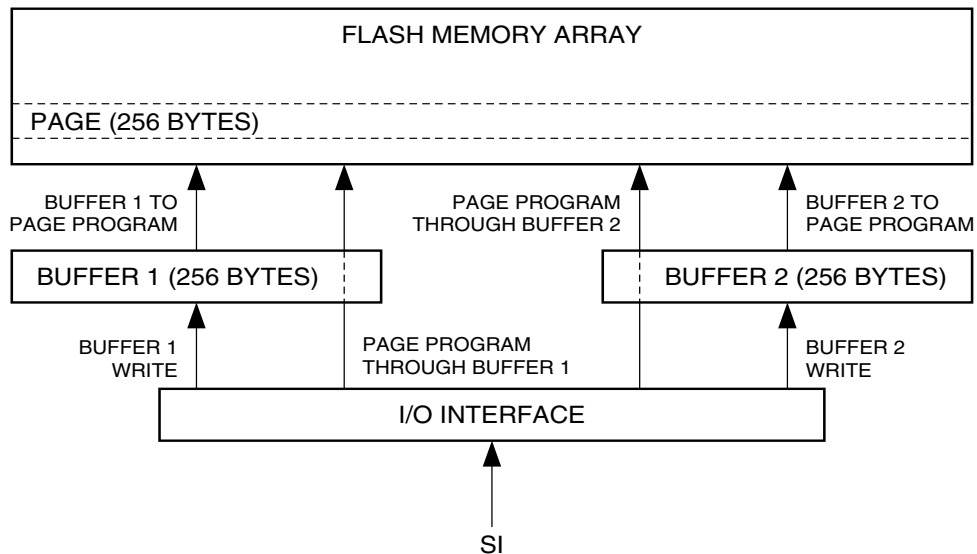 FLASH MEMORY ARRAY
PAGE (256 BYTES)
BUFFER 1 TO
PAGE PROGRAM
PAGE PROGRAM
THROUGH BUFFER 2
BUFFER 2 TO
PAGE PROGRAM
BUFFER 1 (256 BYTES)
BUFFER 2 (256 BYTES)
BUFFER 1
WRITE
PAGE PROGRAM
THROUGH BUFFER 1
BUFFER 2
WRITE
I/O INTERFACE
SI